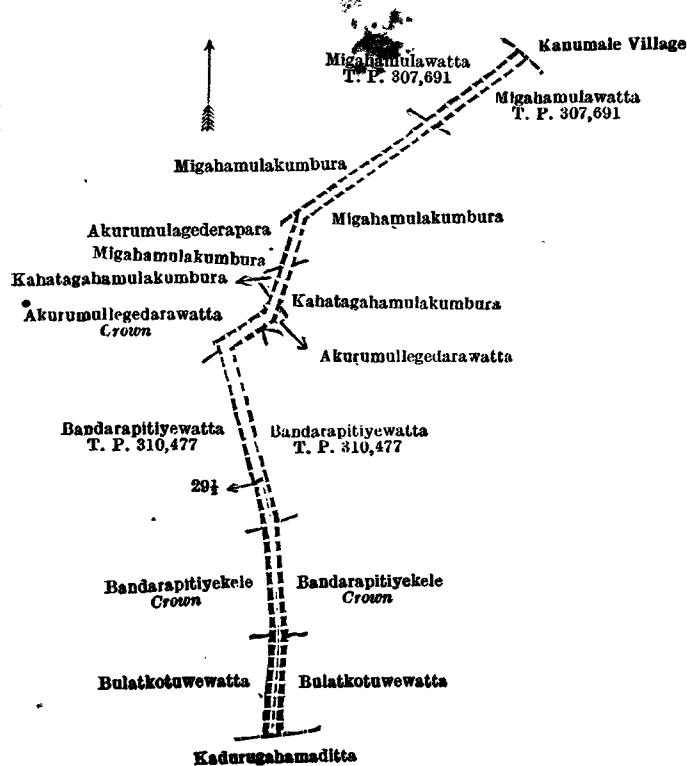 Kanumale Village
Migahamulawatta
T. P. 307,691
Migahamulawatta
T. P. 307,691
Migahamulakumbura
Migahamulakumbura
Akurumulagederapara
Migahamulakumbura
Kahatagahamulakumbura
Kahatagahamulakumbura
Akurumullegedarawatta
Crown
Akurumullegedarawatta
Bandarapitiyewatta
T. P. 310,477
Bandarapitiyewatta
T. P. 310,477
29½
Bandarapitiyekele
Crown
Bandarapitiyekele
Crown
Bulatkotuwewatta
Bulatkotuwewatta
Kadurugahamaditta